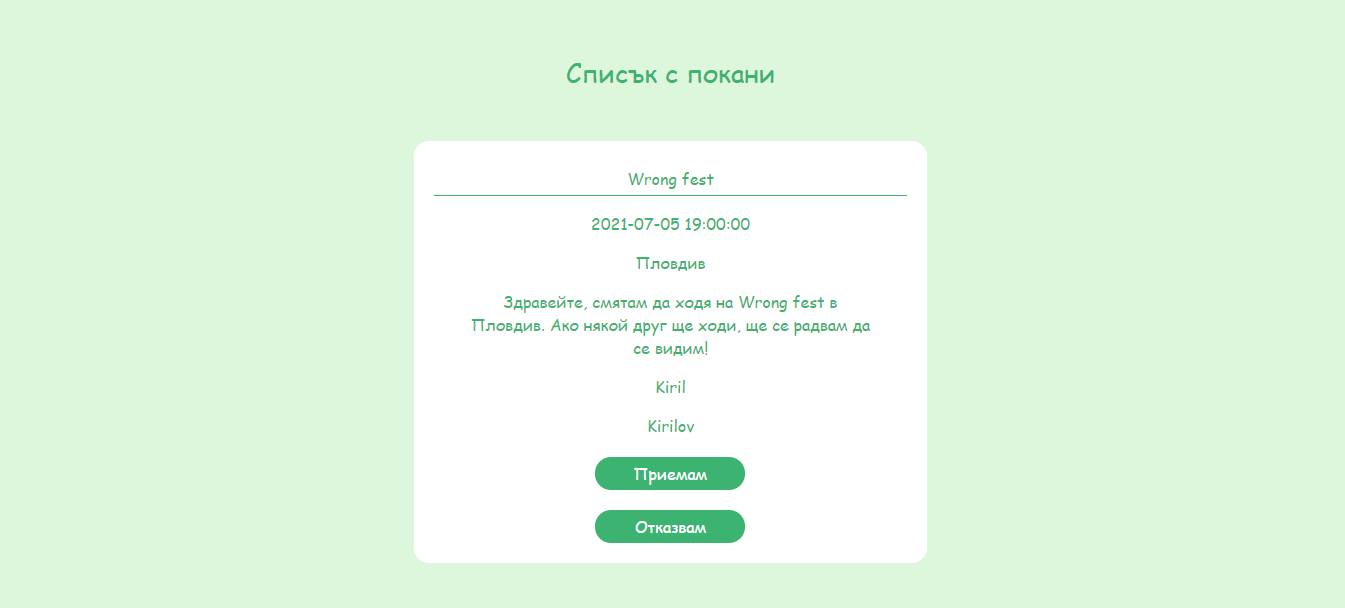 Списък с покани
Wrong fest
2021-07-05 19:00:00
Пловдив
Здравейте, смятам да ходя на Wrong fest в
Пловдив. Ако някой друг ще ходи, ще се радвам да
се видим!
Kiril
Kirilov
Приемам
Отказвам